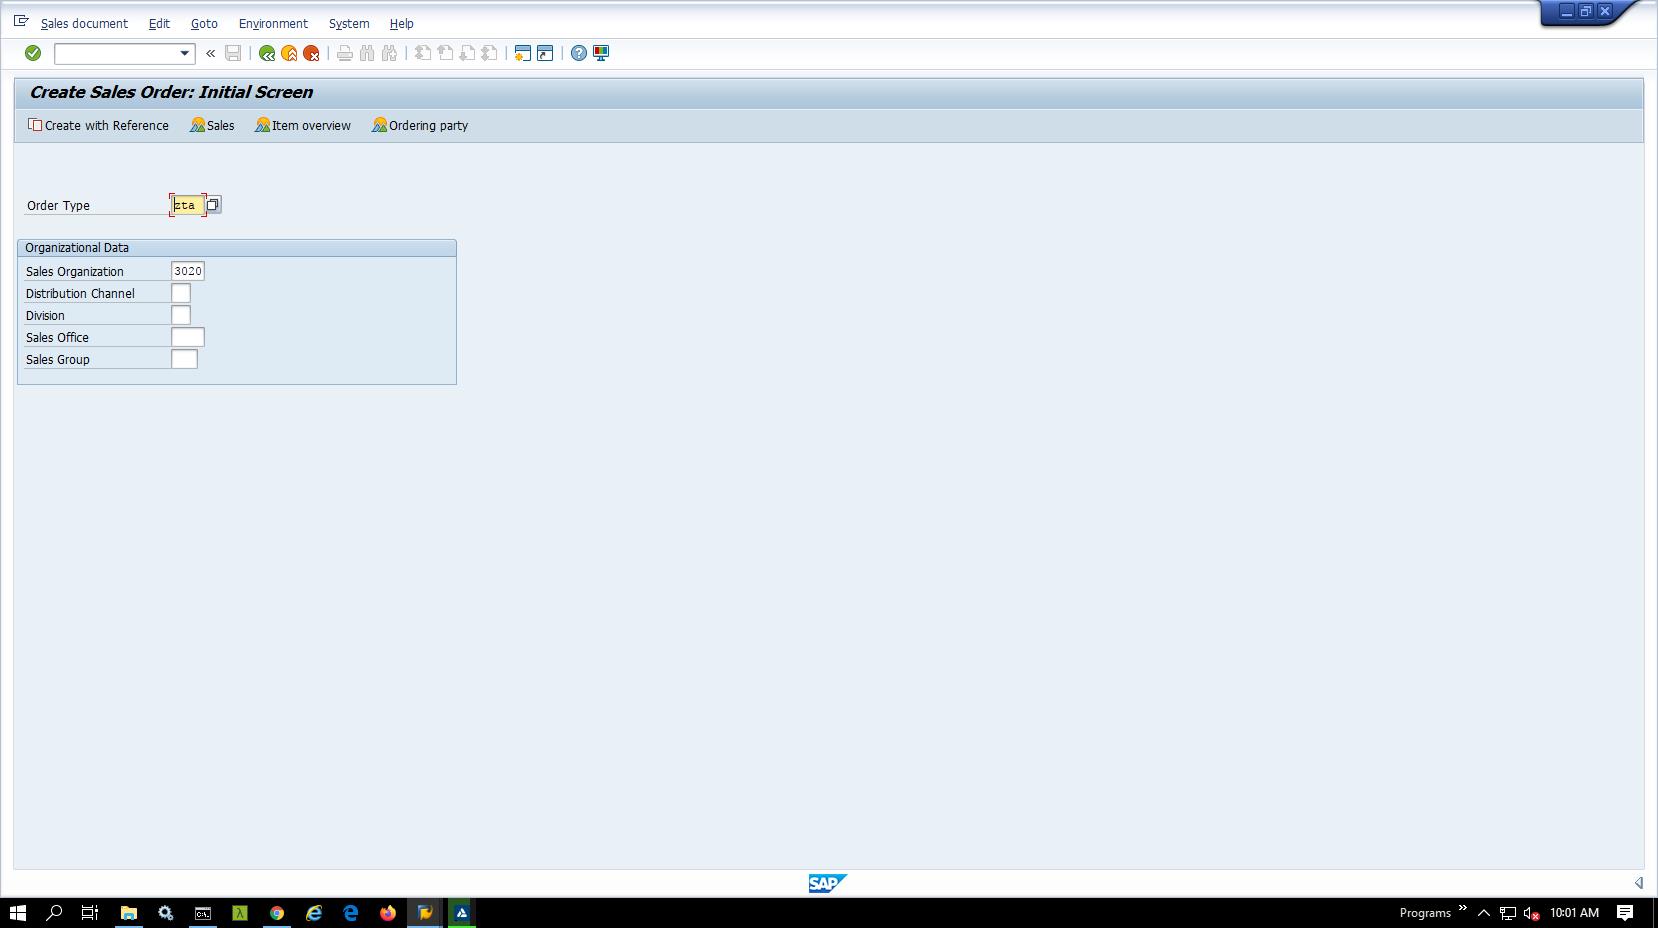 Sales document Edit Goto Environment System Help
Create Sales Order: Initial Screen
Create with Reference Sales Item overview Ordering party
Order Type zta
Organizational Data
Sales Organization 3020
Distribution Channel
Division
Sales Office
Sales Group
SAP
Programs 10:01 AM